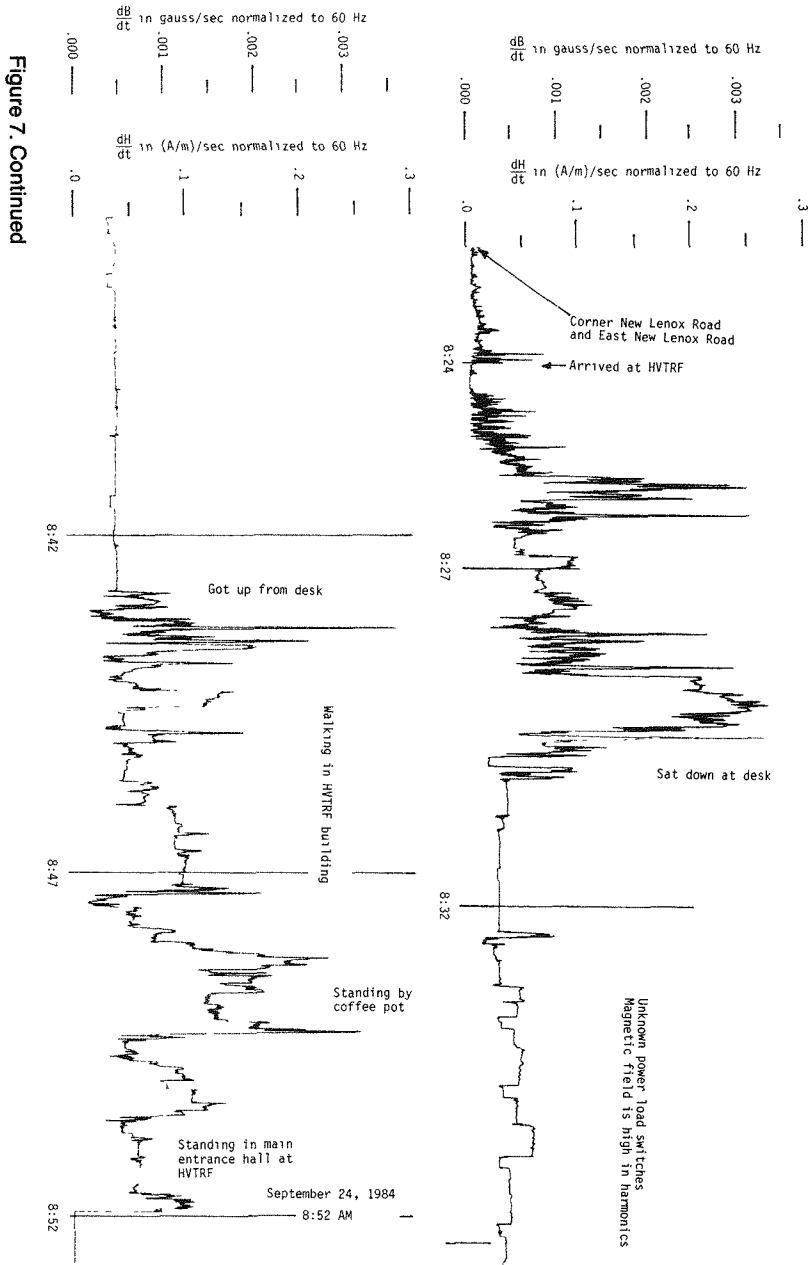 dB
dt in gauss/sec normalized to 60 Hz
.000
.001
.002
.003
dH
dt in (A/m)/sec normalized to 60 Hz
.0
.1
.2
.3
Corner New Lenox Road
and East New Lenox Road
8:24
Arrived at HVTRF
8:27
Sat down at desk
8:32
Unknown power load switches
Magnetic field is high in harmonics
dB
dt in gauss/sec normalized to 60 Hz
.000
.001
.002
.003
dH
dt in (A/m)/sec normalized to 60 Hz
.0
.1
.2
.3
8:42
Got up from desk
Walking in HVTRF building
8:47
Standing by
coffee pot
Standing in main
entrance hall at
HVTRF
September 24, 1984
8:52 AM
8:52
Figure 7. Continued